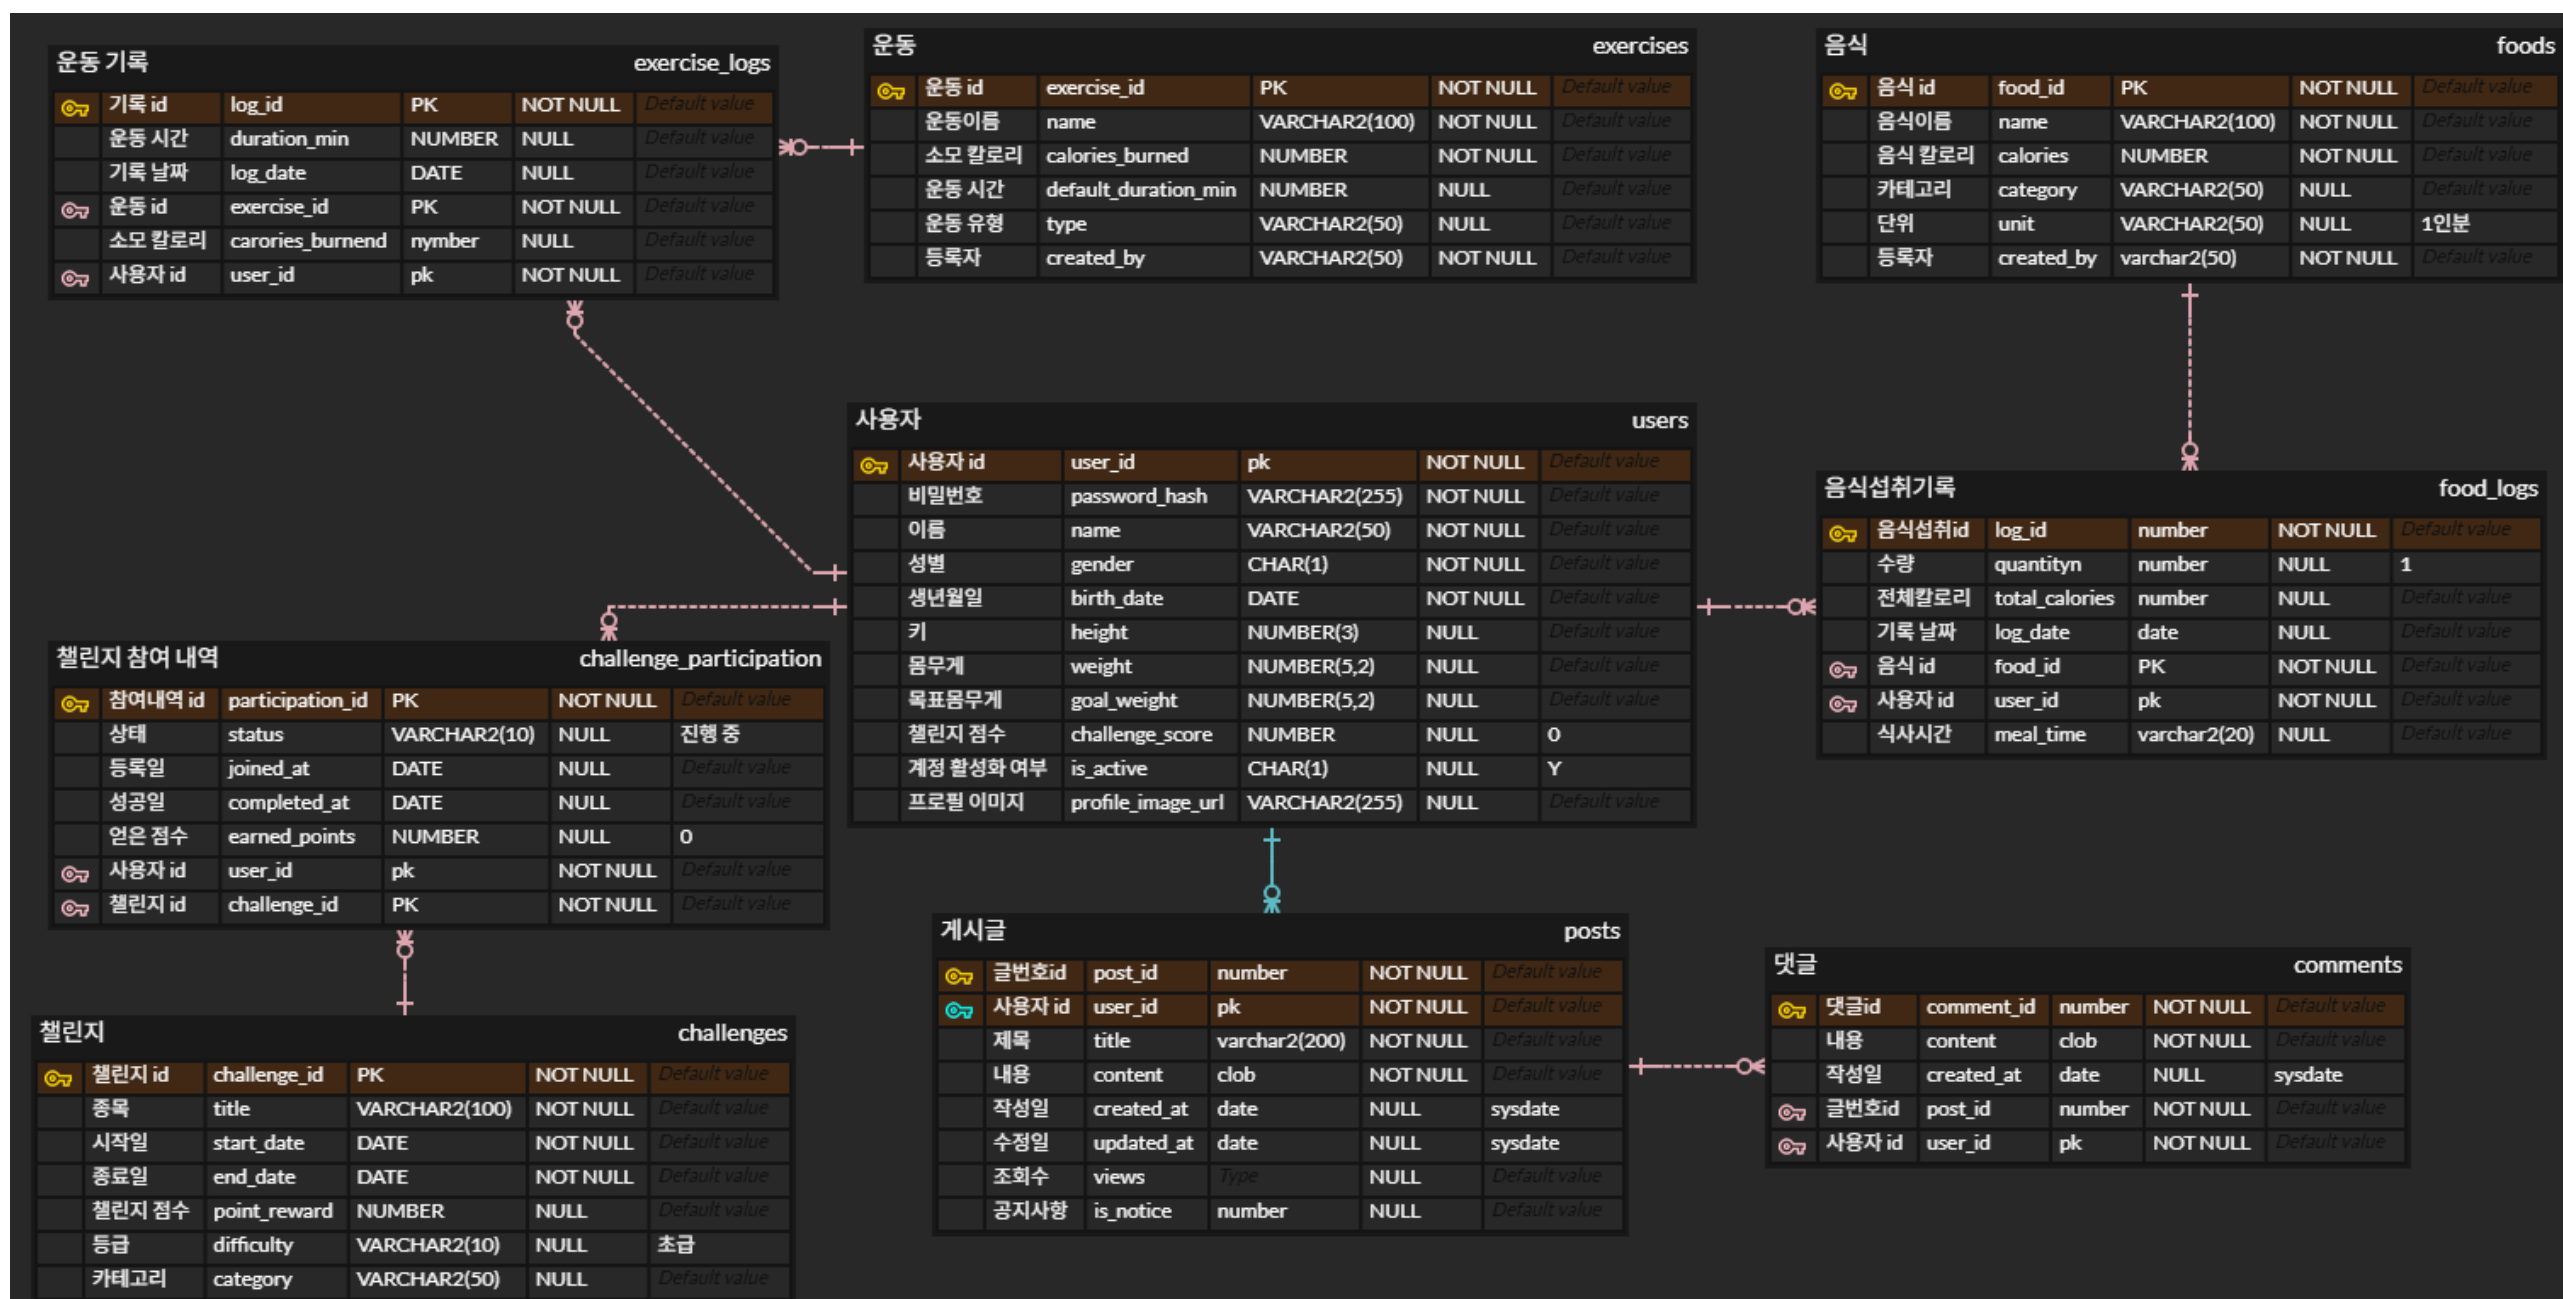 운동 기록 exercise_logs
기록 id log_id PK NOT NULL Default value
운동 시간 duration_min NUMBER NULL Default value
기록 날짜 log_date DATE NULL Default value
운동 id exercise_id PK NOT NULL Default value
소모 칼로리 carories_burnend nymber NULL Default value
사용자 id user_id pk NOT NULL Default value
운동 exercises
운동 id exercise_id PK NOT NULL Default value
운동이름 name VARCHAR2(100) NOT NULL Default value
소모 칼로리 calories_burned NUMBER NOT NULL Default value
운동 시간 default_duration_min NUMBER NULL Default value
운동 유형 type VARCHAR2(50) NULL Default value
등록자 created_by VARCHAR2(50) NOT NULL Default value
음식 foods
음식 id food_id PK NOT NULL Default value
음식이름 name VARCHAR2(100) NOT NULL Default value
음식 칼로리 calories NUMBER NOT NULL Default value
카테고리 category VARCHAR2(50) NULL Default value
단위 unit VARCHAR2(50) NULL 1인분
등록자 created_by varchar2(50) NOT NULL Default value
사용자 users
사용자 id user_id pk NOT NULL Default value
비밀번호 password_hash VARCHAR2(255) NOT NULL Default value
이름 name VARCHAR2(50) NOT NULL Default value
성별 gender CHAR(1) NOT NULL Default value
생년월일 birth_date DATE NOT NULL Default value
키 height NUMBER(3) NULL Default value
몸무게 weight NUMBER(5,2) NULL Default value
목표몸무게 goal_weight NUMBER(5,2) NULL Default value
챌린지 점수 challenge_score NUMBER NULL 0
계정 활성화 여부 is_active CHAR(1) NULL Y
프로필 이미지 profile_image_url VARCHAR2(255) NULL Default value
음식섭취기록 food_logs
음식섭취id log_id number NOT NULL Default value
수량 quantityn number NULL 1
전체칼로리 total_calories number NULL Default value
기록 날짜 log_date date NULL Default value
음식 id food_id PK NOT NULL Default value
사용자 id user_id pk NOT NULL Default value
식사시간 meal_time varchar2(20) NULL Default value
챌린지 참여 내역 challenge_participation
참여내역 id participation_id PK NOT NULL Default value
상태 status VARCHAR2(10) NULL 진행 중
등록일 joined_at DATE NULL Default value
성공일 completed_at DATE NULL Default value
얻은 점수 earned_points NUMBER NULL 0
사용자 id user_id pk NOT NULL Default value
챌린지 id challenge_id PK NOT NULL Default value
게시글 posts
글번호id post_id number NOT NULL Default value
사용자 id user_id pk NOT NULL Default value
제목 title varchar2(200) NOT NULL Default value
내용 content clob NOT NULL Default value
작성일 created_at date NULL sysdate
수정일 updated_at date NULL sysdate
조회수 views Type NULL Default value
공지사항 is_notice number NULL Default value
댓글 comments
댓글id comment_id number NOT NULL Default value
내용 content clob NOT NULL Default value
작성일 created_at date NULL sysdate
글번호id post_id number NOT NULL Default value
사용자 id user_id pk NOT NULL Default value
챌린지 challenges
챌린지 id challenge_id PK NOT NULL Default value
종목 title VARCHAR2(100) NOT NULL Default value
시작일 start_date DATE NOT NULL Default value
종료일 end_date DATE NOT NULL Default value
챌린지 점수 point_reward NUMBER NULL Default value
등급 difficulty VARCHAR2(10) NULL 초급
카테고리 category VARCHAR2(50) NULL Default value